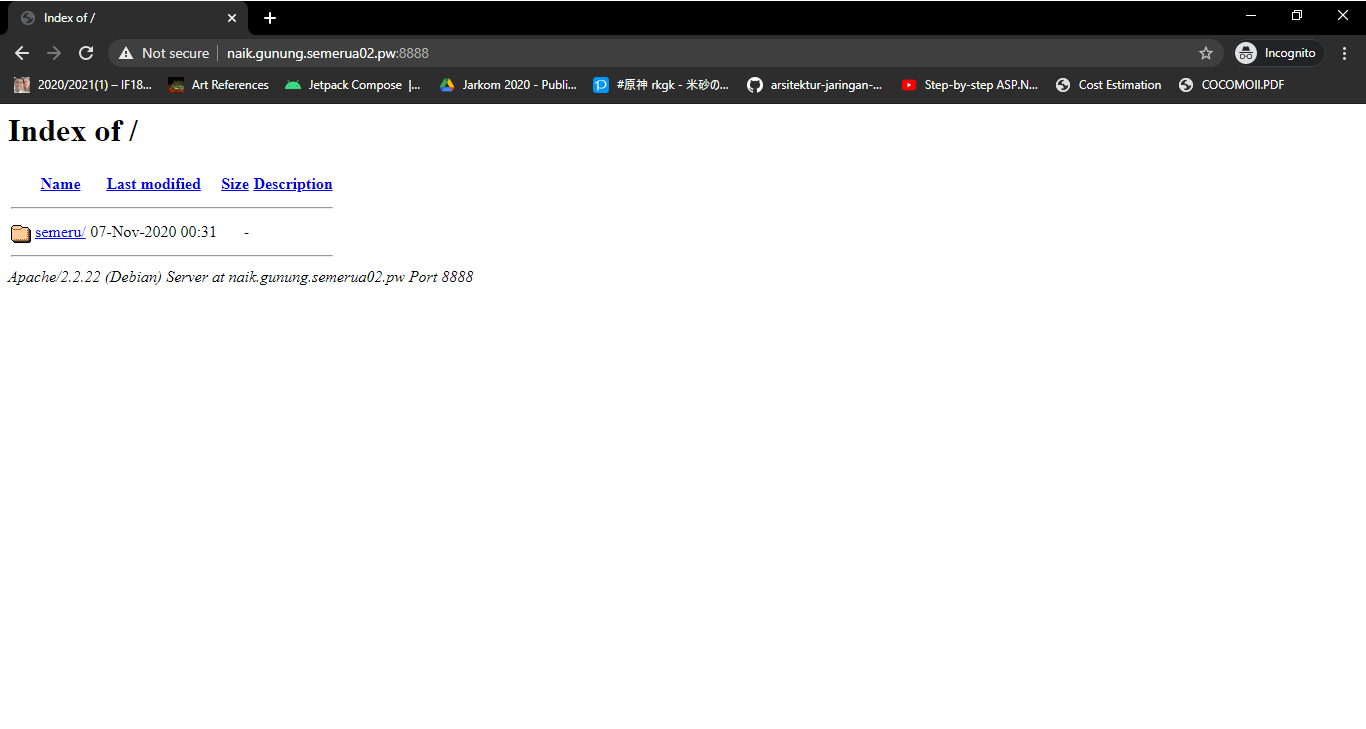 Index of /
Not secure naik.gunung.semerua02.pw:8888 Incognito
2020/2021(1) – IF18... Art References Jetpack Compose |... Jarkom 2020 - Publi... #原神 rkgk - 米砂の... arsitektur-jaringan-... Step-by-step ASP.N... Cost Estimation COCOMOII.PDF
Index of /
Name Last modified Size Description
semeru/ 07-Nov-2020 00:31 -
Apache/2.2.22 (Debian) Server at naik.gunung.semerua02.pw Port 8888